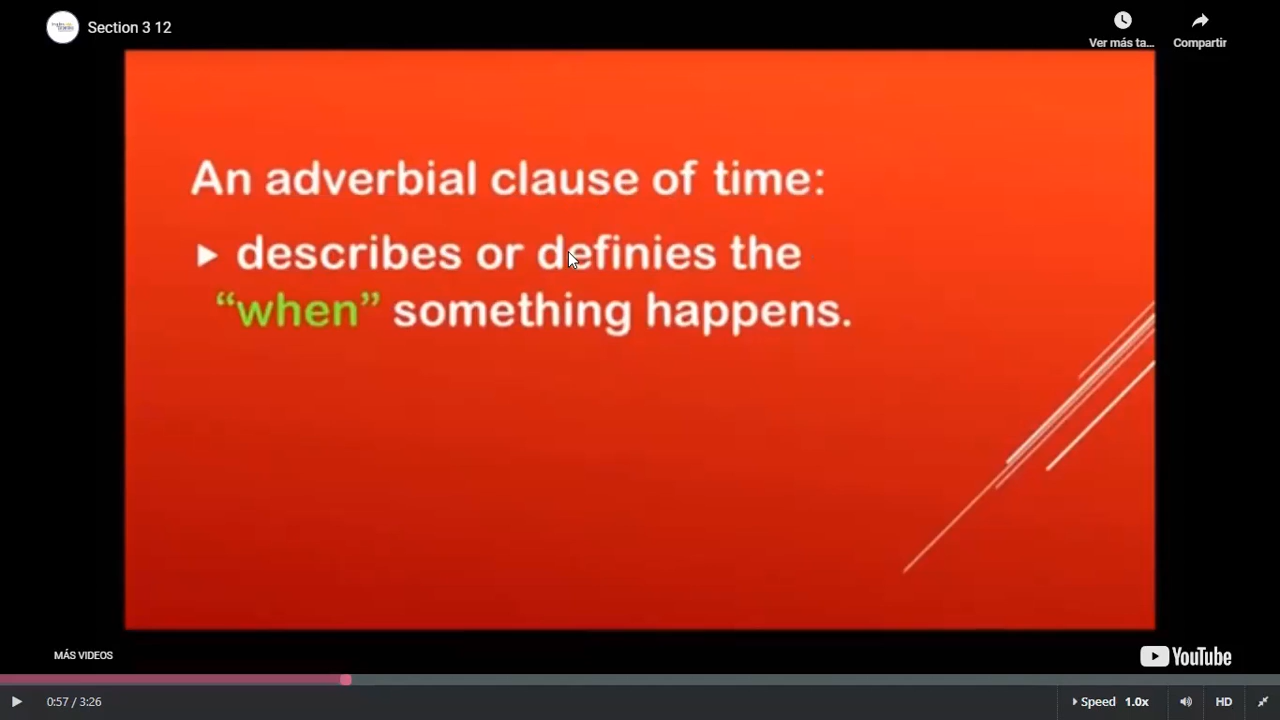 Section 3 12
Ver más ta...
Compartir
An adverbial clause of time:
describes or definies the
“when” something happens.
MÁS VIDEOS
YouTube
0:57 / 3:26
Speed 1.0x
HD